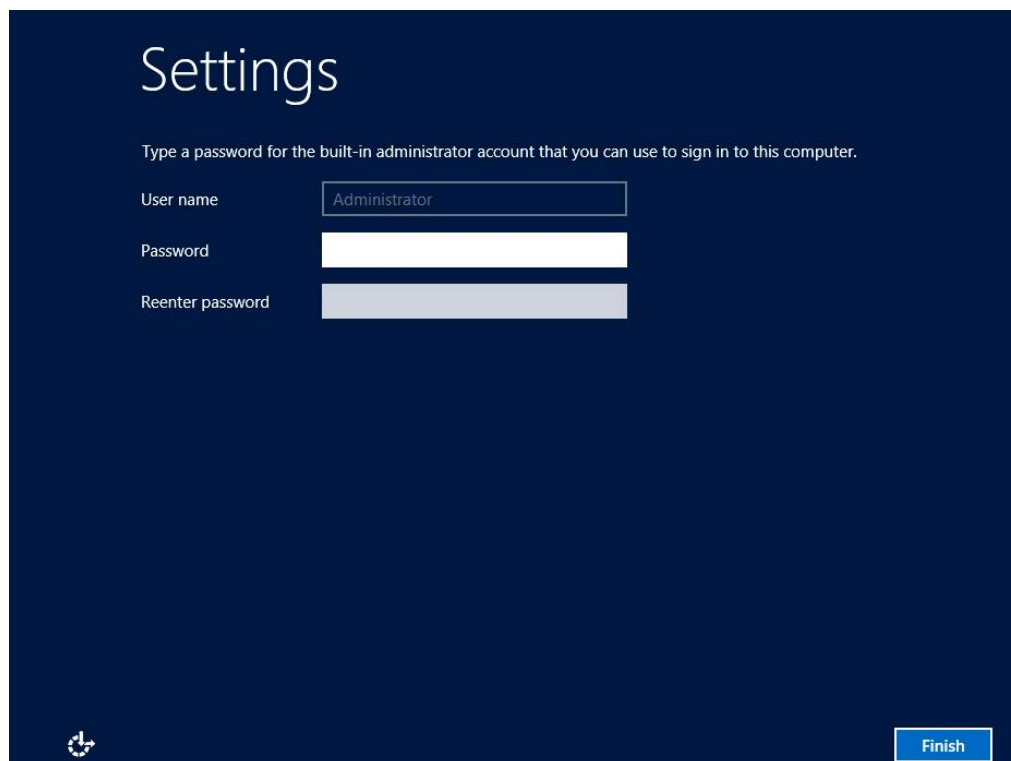 Settings
Type a password for the built-in administrator account that you can use to sign in to this computer.
User name Administrator
Password
Reenter password
Finish